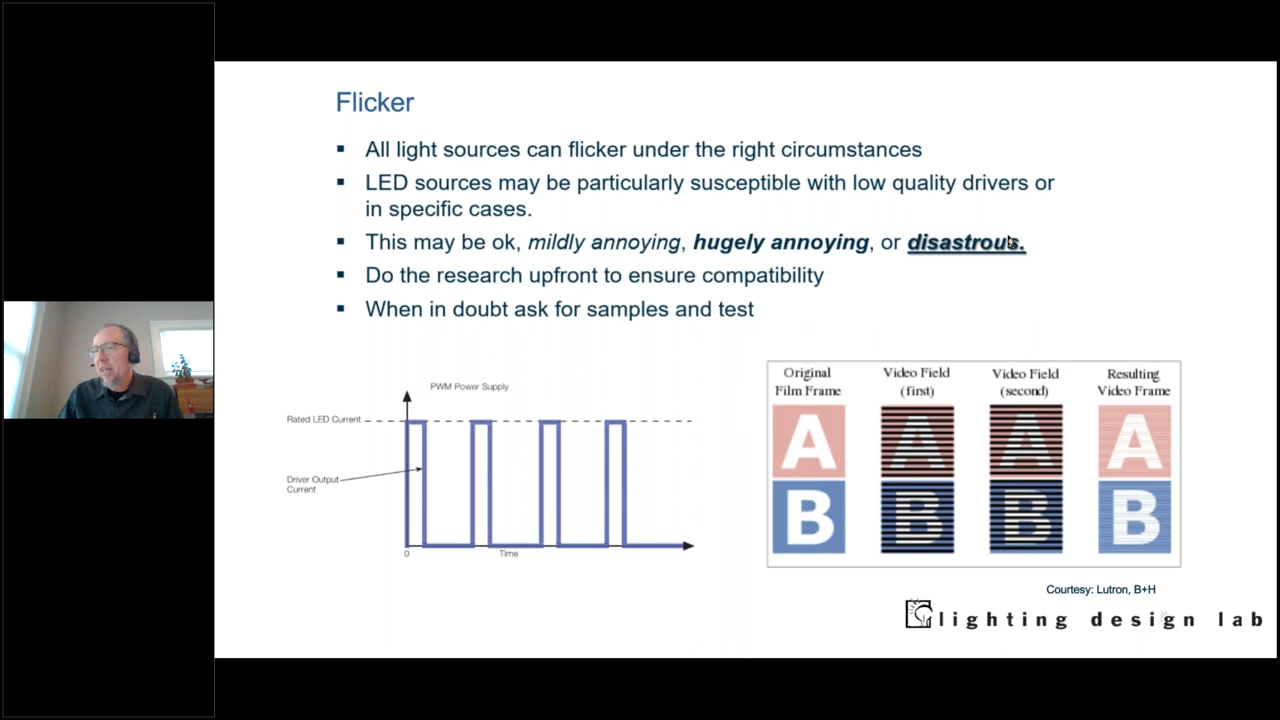 Flicker
▪ All light sources can flicker under the right circumstances
▪ LED sources may be particularly susceptible with low quality drivers or
in specific cases.
▪ This may be ok, mildly annoying, hugely annoying, or disastrous.
▪ Do the research upfront to ensure compatibility
▪ When in doubt ask for samples and test
PWM Power Supply
Rated LED Current
Driver Output
Current
0
Time
Original
Film Frame
Video Field
(first)
Video Field
(second)
Resulting
Video Frame
A A A A
B B B B
Courtesy: Lutron, B+H
lighting design lab